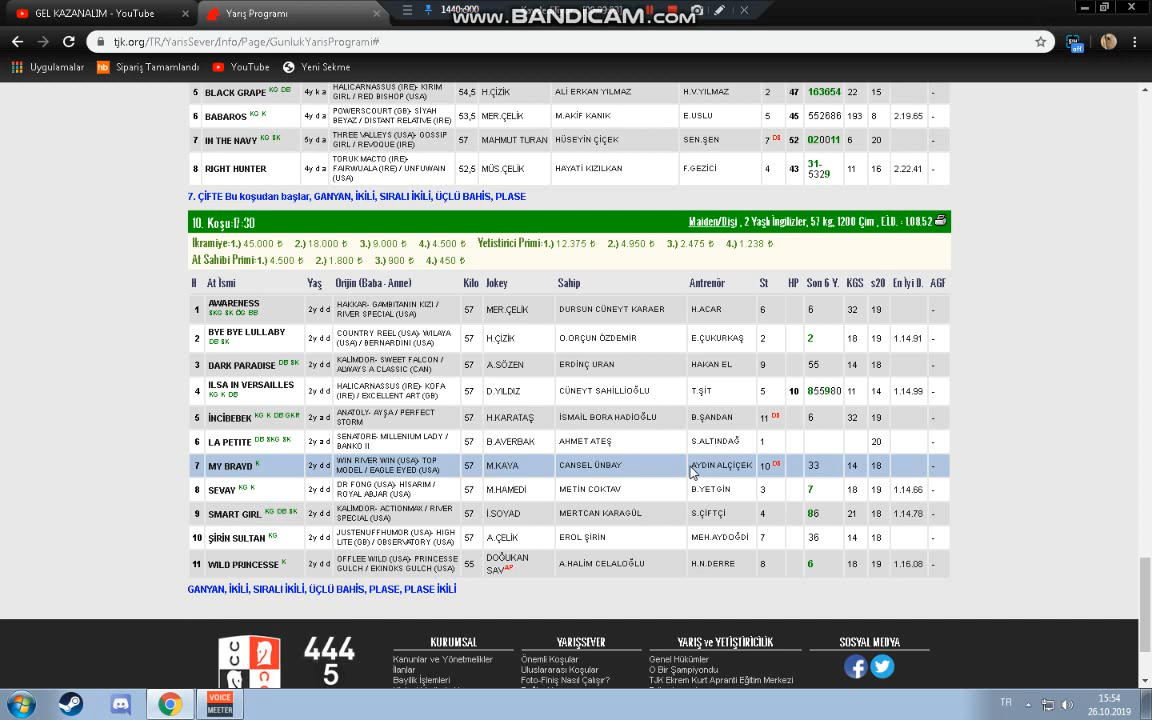 GEL KAZANALIM - YouTube
Yarış Programı
1440x900
www.BANDICAM.com
tjk.org/TR/YarisSever/Info/Page/GunlukYarisProgrami#
Uygulamalar Sipariş Tamamlandı YouTube Yeni Sekme
5 BLACK GRAPE KG DB 4y k a HALICARNASSUS (IRE)- KIRIM GIRL / RED BISHOP (USA) 54,5 H.ÇİZİK ALİ ERKAN YILMAZ H.V.YILMAZ 2 47 163654 22 15 -
6 BABAROS KG K 4y d a POWERSCOURT (GB)- SİYAH BEYAZ / DISTANT RELATIVE (IRE) 53,5 MER.ÇELİK M.AKİF KANIK E.USLU 5 45 552686 193 8 2.19.65 -
7 IN THE NAVY KG SK 5y d a THREE VALLEYS (USA)- GOSSIP GIRL / REVOQUE (IRE) 57 MAHMUT TURAN HÜSEYİN ÇİÇEK SEN.ŞEN 7 DS 52 020011 6 20 -
8 RIGHT HUNTER 4y d a TORUK MACTO (IRE)- FAIRWUALA (IRE) / UNFUWAIN (USA) 52,5 MÜS.ÇELİK HAYATİ KIZILKAN F.GEZİCİ 4 43 31-5329 11 16 2.22.41 -
7. ÇİFTE Bu koşudan başlar, GANYAN, İKİLİ, SIRALI İKİLİ, ÜÇLÜ BAHİS, PLASE
10. Koşu:17:30 Maiden/Dişi , 2 Yaşlı İngilizler, 57 kg, 1200 Çim , E.İ.D. : 1.08.52
İkramiye:1.) 45.000 ₺ 2.) 18.000 ₺ 3.) 9.000 ₺ 4.) 4.500 ₺ Yetiştirici Primi:1.) 12.375 ₺ 2.) 4.950 ₺ 3.) 2.475 ₺ 4.) 1.238 ₺
At Sahibi Primi:1.) 4.500 ₺ 2.) 1.800 ₺ 3.) 900 ₺ 4.) 450 ₺
N At İsmi Yaş Orijin (Baba - Anne) Kilo Jokey Sahip Antrenör St HP Son 6 Y. KGS s20 En İyi D. AGF
1 AWARENESS SKG SK ÖG BB 2y d d HAKKAR- GAMBITANIN KIZI / RIVER SPECIAL (USA) 57 MER.ÇELİK DURSUN CÜNEYT KARAER H.ACAR 6 6 32 19 -
2 BYE BYE LULLABY DB SK 2y d d COUNTRY REEL (USA)- WILAYA (USA) / BERNARDINI (USA) 57 H.ÇİZİK O.ORÇUN ÖZDEMİR E.ÇUKURKAŞ 2 2 18 19 1.14.91 -
3 DARK PARADISE DB SK 2y d d KALİMDOR- SWEET FALCON / ALWAYS A CLASSIC (CAN) 57 A.SÖZEN ERDİNÇ URAN HAKAN EL 9 55 14 18 -
4 ILSA IN VERSAILLES KG K DB 2y d d HALICARNASSUS (IRE)- KOFA (IRE) / EXCELLENT ART (GB) 57 D.YILDIZ CÜNEYT SAHİLLİOĞLU T.ŞİT 5 10 855980 11 14 1.14.99 -
5 İNCİBEBEK KG K DB GKR 2y a d ANATOLY- AYŞA / PERFECT STORM 57 H.KARATAŞ İSMAİL BORA HADİOĞLU B.ŞANDAN 11 DS 6 32 19 -
6 LA PETITE DB SKG SK 2y a d SENATORE- MILLENIUM LADY / BANKO II 57 B.AVERBAK AHMET ATEŞ S.ALTINDAĞ 1 20
7 MY BRAYD K 2y d d WIN RIVER WIN (USA)- TOP MODEL / EAGLE EYED (USA) 57 M.KAYA CANSEL ÜNBAY AYDIN ALÇİÇEK 10 DS 33 14 18 -
8 SEVAY KG K 2y d d DR FONG (USA)- HİSARIM / ROYAL ABJAR (USA) 57 M.HAMEDİ METİN COKTAV B.YETGİN 3 7 18 19 1.14.66 -
9 SMART GIRL KG DB SK 2y d d KALİMDOR- ACTIONMAX / RIVER SPECIAL (USA) 57 İ.SOYAD MERTCAN KARAGÜL S.ÇİFTÇİ 4 86 21 18 1.14.78 -
10 ŞİRİN SULTAN KG 2y d d JUSTENUFFHUMOR (USA)- HIGH LITE (GB) / OBSERVATORY (USA) 57 A.ÇELİK EROL ŞİRİN MEH.AYDOĞDİ 7 36 14 18 -
11 WILD PRINCESSE K 2y d d OFFLEE WILD (USA)- PRINCESSE GULCH / EKINOKS GULCH (USA) 55 DOĞUKAN SAV AP A.HALİM CELALOĞLU H.N.DERRE 8 6 18 19 1.16.08 -
GANYAN, İKİLİ, SIRALI İKİLİ, ÜÇLÜ BAHİS, PLASE, PLASE İKİLİ
444
5
KURUMSAL YARIŞSEVER YARIŞ ve YETİŞTİRİCİLİK SOSYAL MEDYA
Kanunlar ve Yönetmelikler Önemli Koşular Genel Hükümler
İlanlar Uluslararası Koşular O Bir Şampiyondu
Bayilik İşlemleri Foto-Finiş Nasıl Çalışır? TJK Ekrem Kurt Apranti Eğitim Merkezi
VOICE MEETER
TR 15:54
26.10.2019